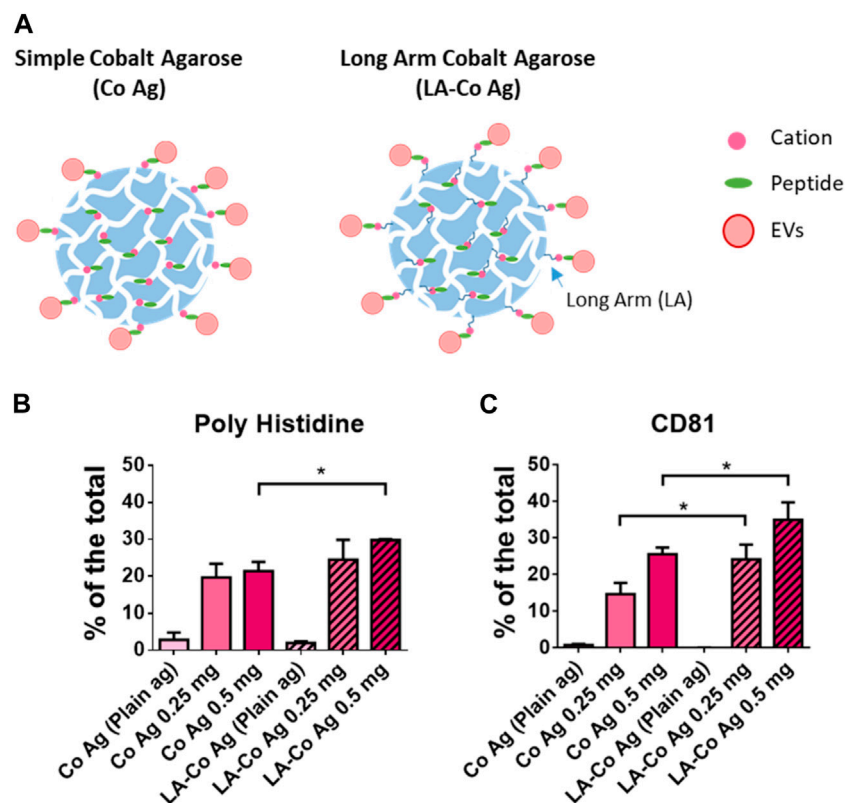 A
Simple Cobalt Agarose
(Co Ag)
Long Arm Cobalt Agarose
(LA-Co Ag)
Cation
Peptide
EVs
Long Arm (LA)
B
Poly Histidine
% of the total
50
40
30
20
10
0
*
Co Ag (Plain ag)
Co Ag 0.25 mg
Co Ag 0.5 mg
LA-Co Ag (Plain ag)
LA-Co Ag 0.25 mg
LA-Co Ag 0.5 mg
C
CD81
% of the total
50
40
30
20
10
0
*
*
Co Ag (Plain ag)
Co Ag 0.25 mg
Co Ag 0.5 mg
LA-Co Ag (Plain ag)
LA-Co Ag 0.25 mg
LA-Co Ag 0.5 mg